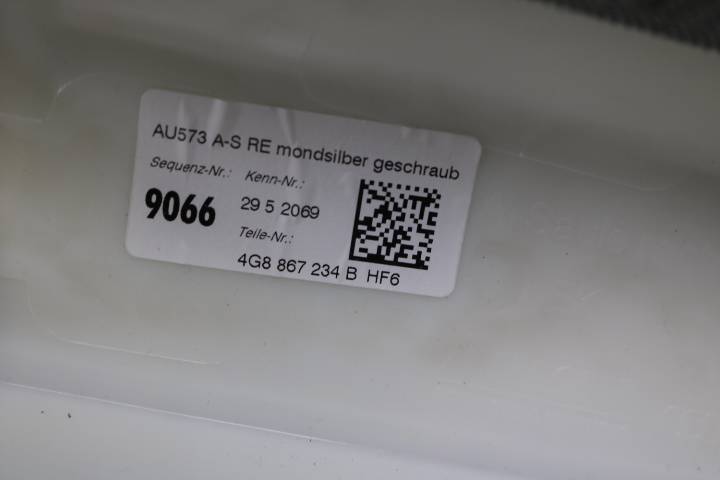 AU573 A-S RE mondsilber geschraub
Sequenz-Nr.: Kenn-Nr.:
9066 29 5 2069
Teile-Nr.:
4G8 867 234 B HF6